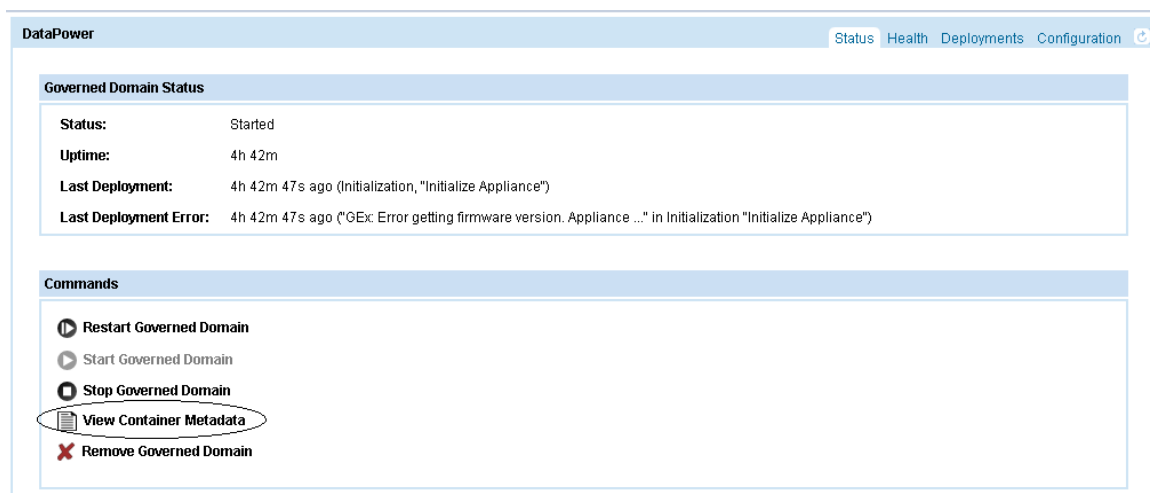 DataPower
Status Health Deployments Configuration
Governed Domain Status
Status: Started
Uptime: 4h 42m
Last Deployment: 4h 42m 47s ago (Initialization, "Initialize Appliance")
Last Deployment Error: 4h 42m 47s ago ("GEx: Error getting firmware version. Appliance ..." in Initialization "Initialize Appliance")
Commands
Restart Governed Domain
Start Governed Domain
Stop Governed Domain
View Container Metadata
Remove Governed Domain